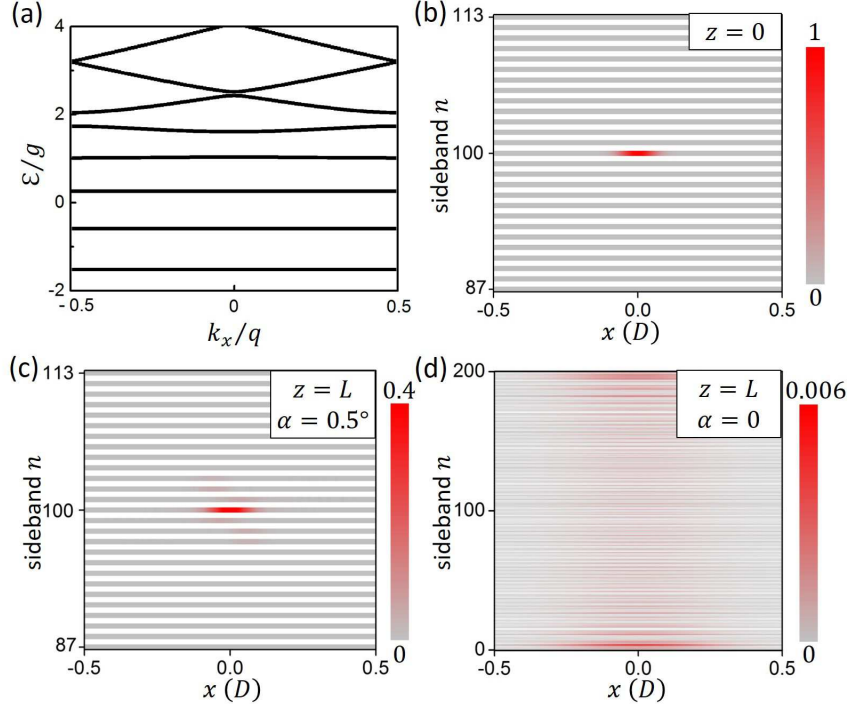 (a)
4
2
0
-2
ℰ/g
-0.5
0
0.5
k_x/q
(b)
113
100
87
sideband n
z = 0
1
0
-0.5
0.0
0.5
x (D)
(c)
113
100
87
sideband n
z = L
α = 0.5°
0.4
0
-0.5
0.0
0.5
x (D)
(d)
200
150
100
50
0
sideband n
z = L
α = 0
0.006
0
-0.5
0.0
0.5
x (D)